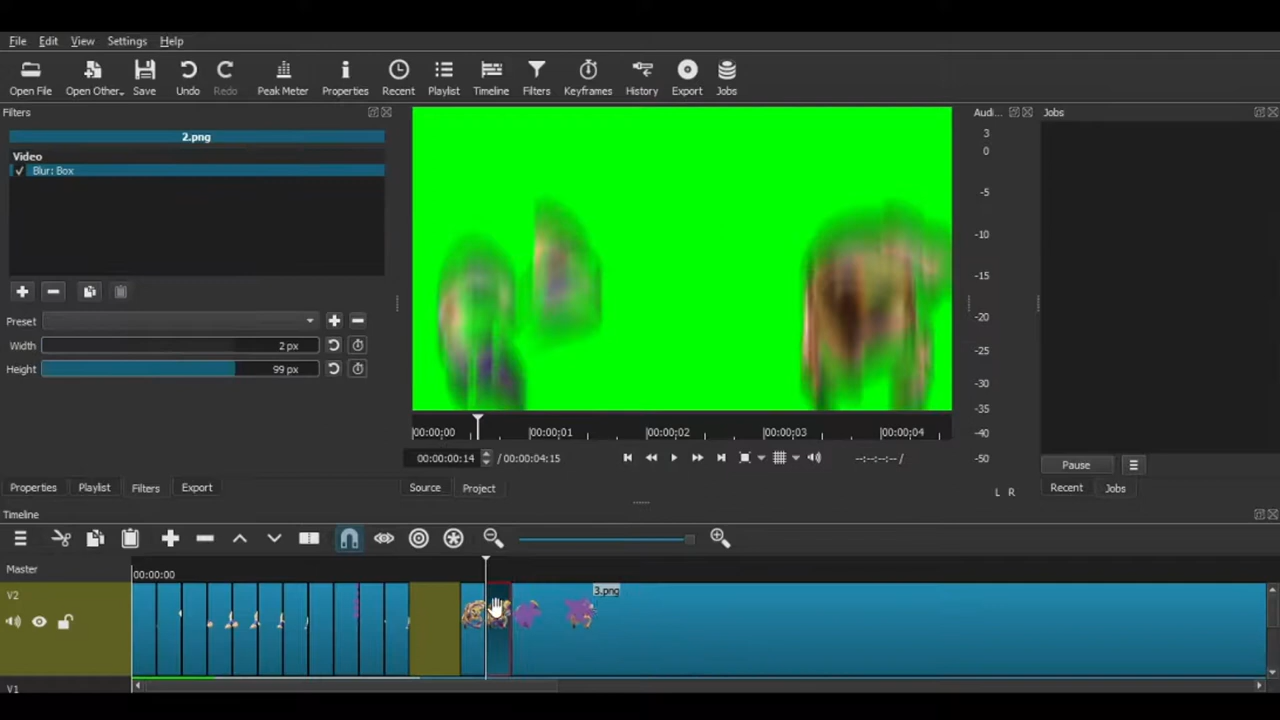 File Edit View Settings Help
Open File Open Other.. Save Undo Redo Peak Meter Properties Recent Playlist Timeline Filters Keyframes History Export Jobs
Filters
2.png
Video
✓ Blur: Box
Preset
Width 2 px
Height 99 px
Properties Playlist Filters Export
|00:00:00 |00:00:01 |00:00:02 |00:00:03 |00:00:04
00:00:00:14 / 00:00:04:15 --:--:--:-- /
Source Project
Audi...
3
0
-5
-10
-15
-20
-25
-30
-35
-40
-50
L R
Jobs
Pause
Recent Jobs
Timeline
Master 00:00:00
V2 3.png
V1